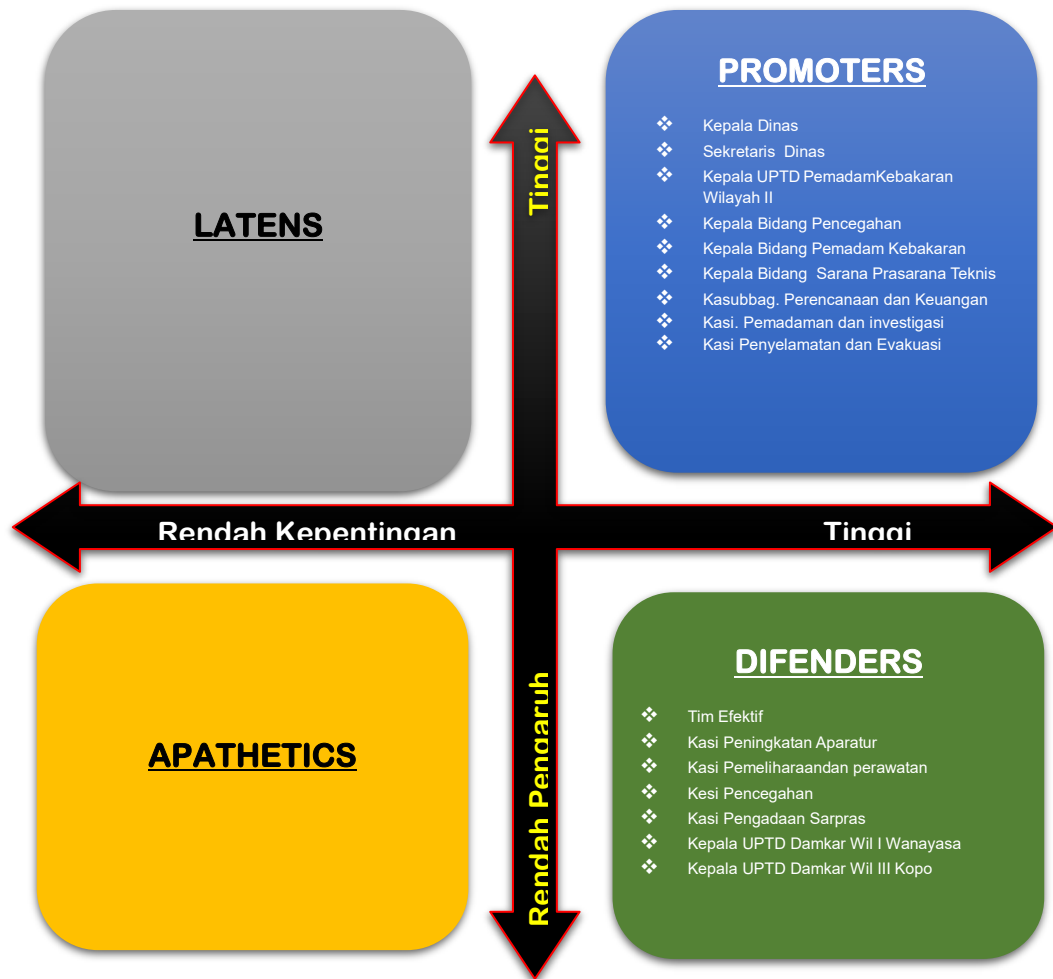 LATENS
PROMOTERS
❖ Kepala Dinas
❖ Sekretaris Dinas
❖ Kepala UPTD PemadamKebakaran
Wilayah II
❖ Kepala Bidang Pencegahan
❖ Kepala Bidang Pemadam Kebakaran
❖ Kepala Bidang Sarana Prasarana Teknis
❖ Kasubbag. Perencanaan dan Keuangan
❖ Kasi. Pemadaman dan investigasi
❖ Kasi Penyelamatan dan Evakuasi
Tinggi
Rendah Kepentingan
Tinggi
Rendah Pengaruh
APATHETICS
DIFENDERS
❖ Tim Efektif
❖ Kasi Peningkatan Aparatur
❖ Kasi Pemeliharaandan perawatan
❖ Kesi Pencegahan
❖ Kasi Pengadaan Sarpras
❖ Kepala UPTD Damkar Wil I Wanayasa
❖ Kepala UPTD Damkar Wil III Kopo